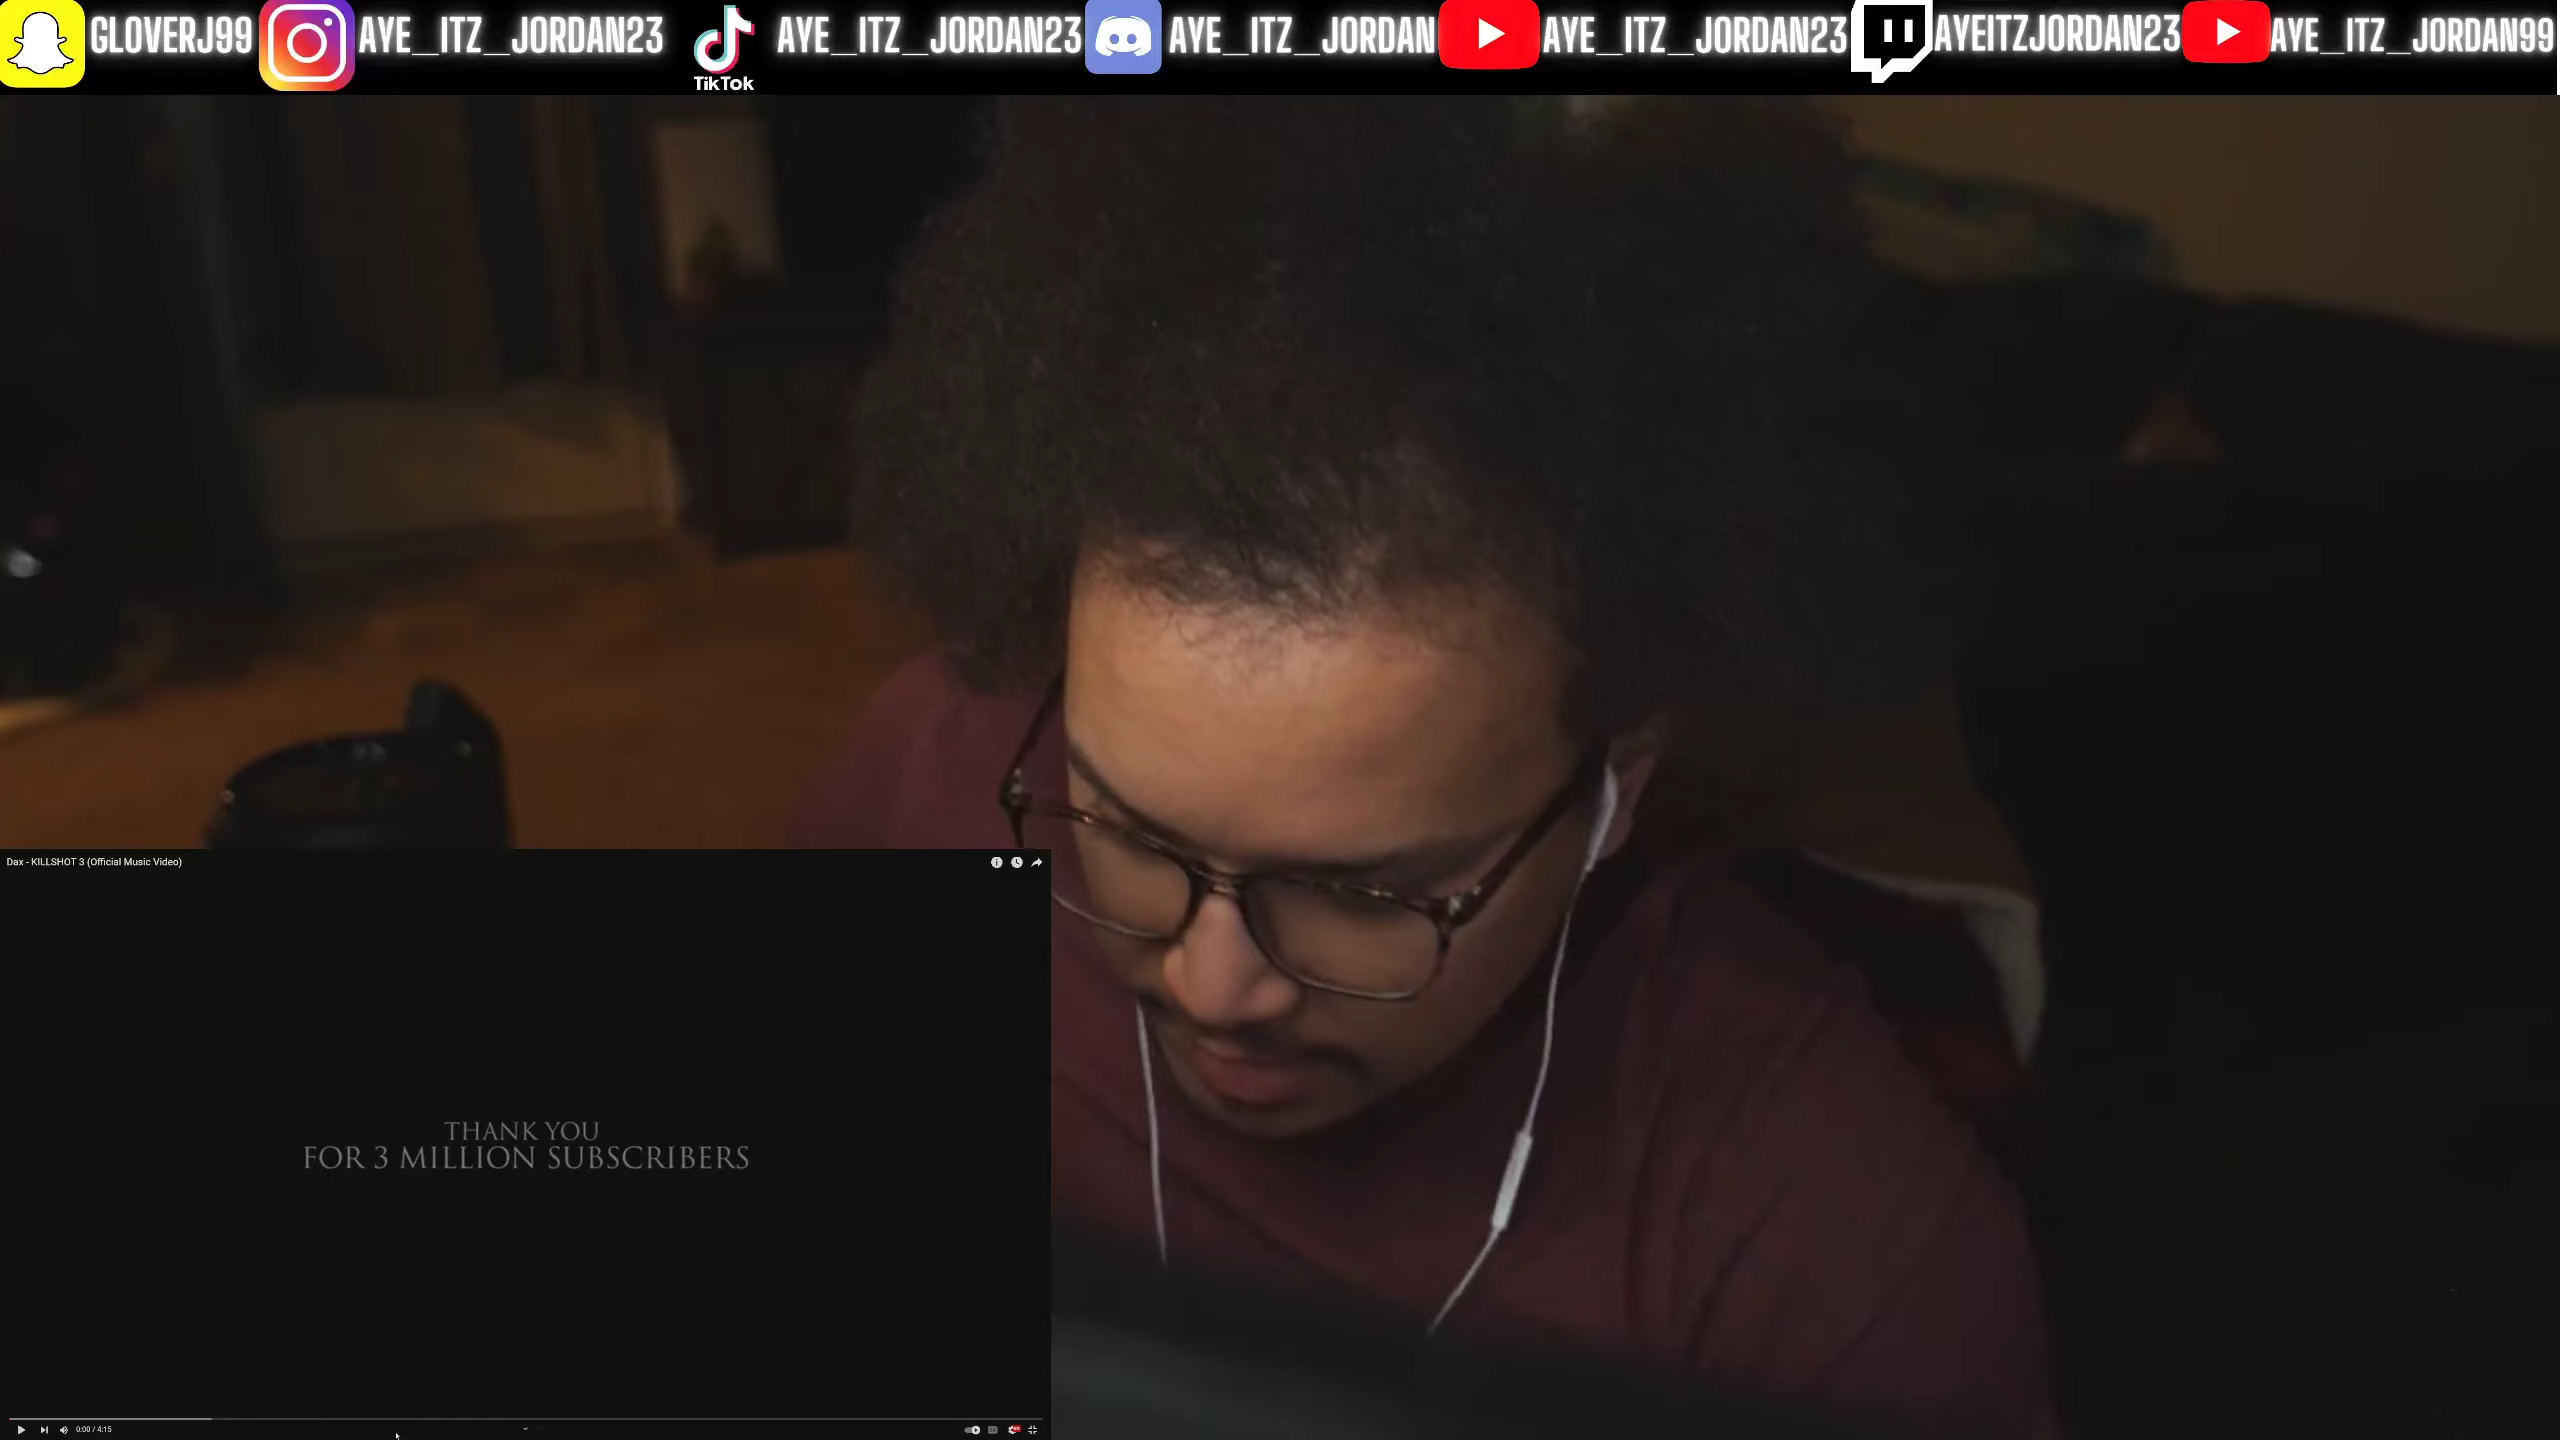 GLOVERJ99 AYE_ITZ_JORDAN23 TikTok AYE_ITZ_JORDAN23 AYE_ITZ_JORDAN AYE_ITZ_JORDAN23 AYEITZJORDAN23 AYE_ITZ_JORDAN99
Dax - KILLSHOT 3 (Official Music Video)
THANK YOU
FOR 3 MILLION SUBSCRIBERS
0:00 / 4:15